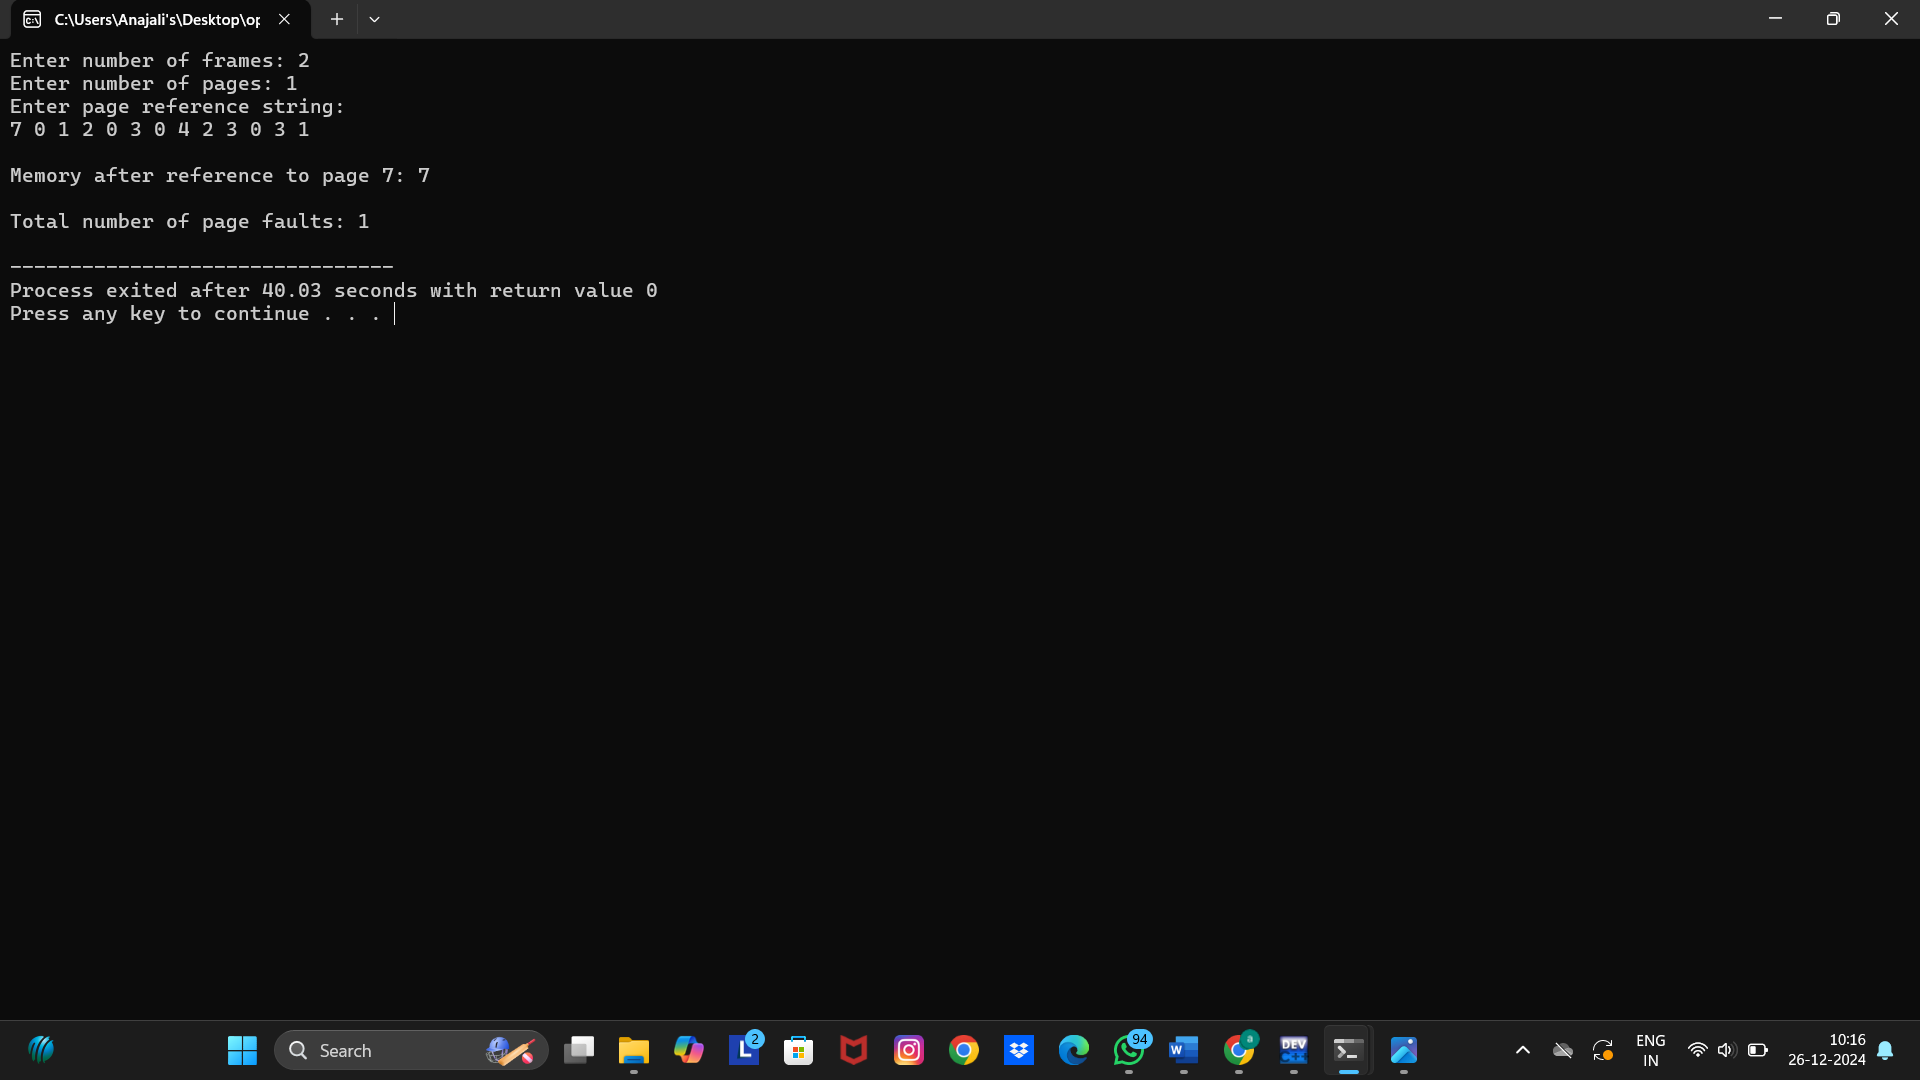 C:\Users\Anajali's\Desktop\op
Enter number of frames: 2
Enter number of pages: 1
Enter page reference string:
7 0 1 2 0 3 0 4 2 3 0 3 1
Memory after reference to page 7: 7
Total number of page faults: 1
--------------------------------
Process exited after 40.03 seconds with return value 0
Press any key to continue . . .
Search
2
L
94
W
a
DEV
C++
ENG
IN
10:16
26-12-2024